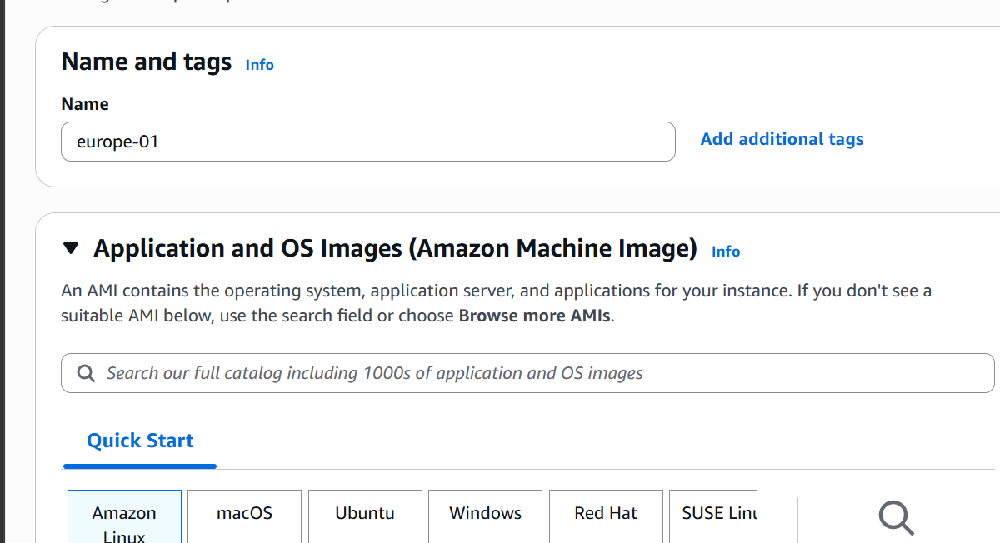 Name and tags Info
Name
europe-01
Add additional tags
Application and OS Images (Amazon Machine Image) Info
An AMI contains the operating system, application server, and applications for your instance. If you don't see a
suitable AMI below, use the search field or choose Browse more AMIs.
Search our full catalog including 1000s of application and OS images
Quick Start
Amazon
Linux
macOS
Ubuntu
Windows
Red Hat
SUSE